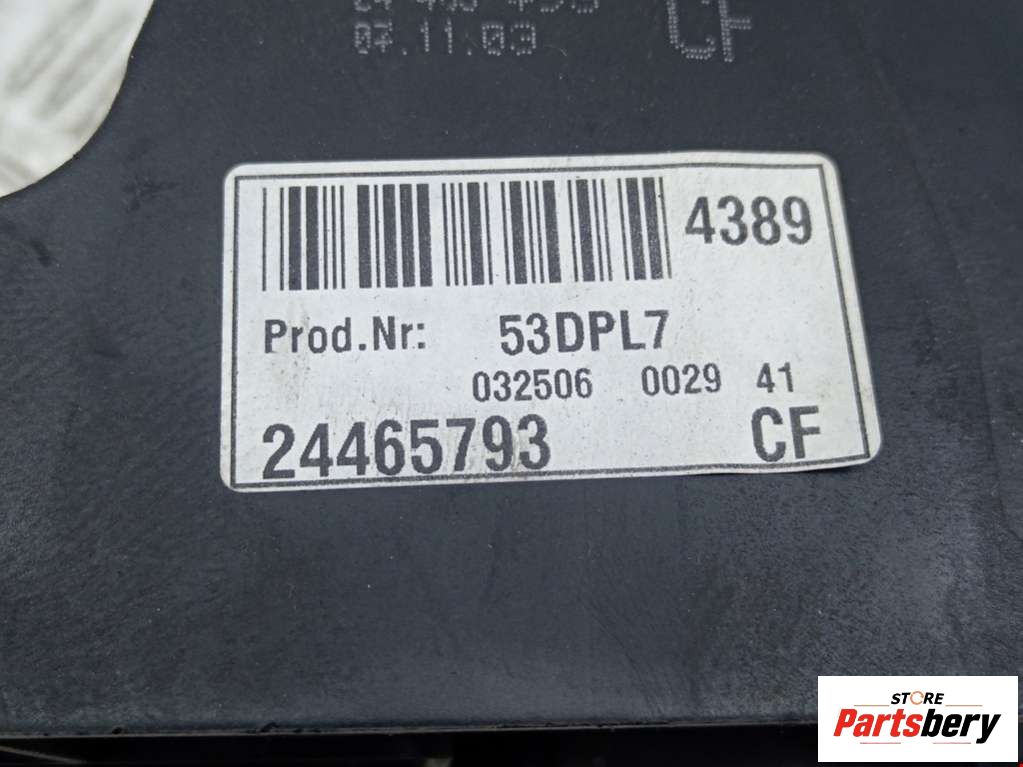 07.11.03
CF
4389
Prod.Nr: 53DPL7
032506 0029 41
24465793 CF
STORE
Partsbery